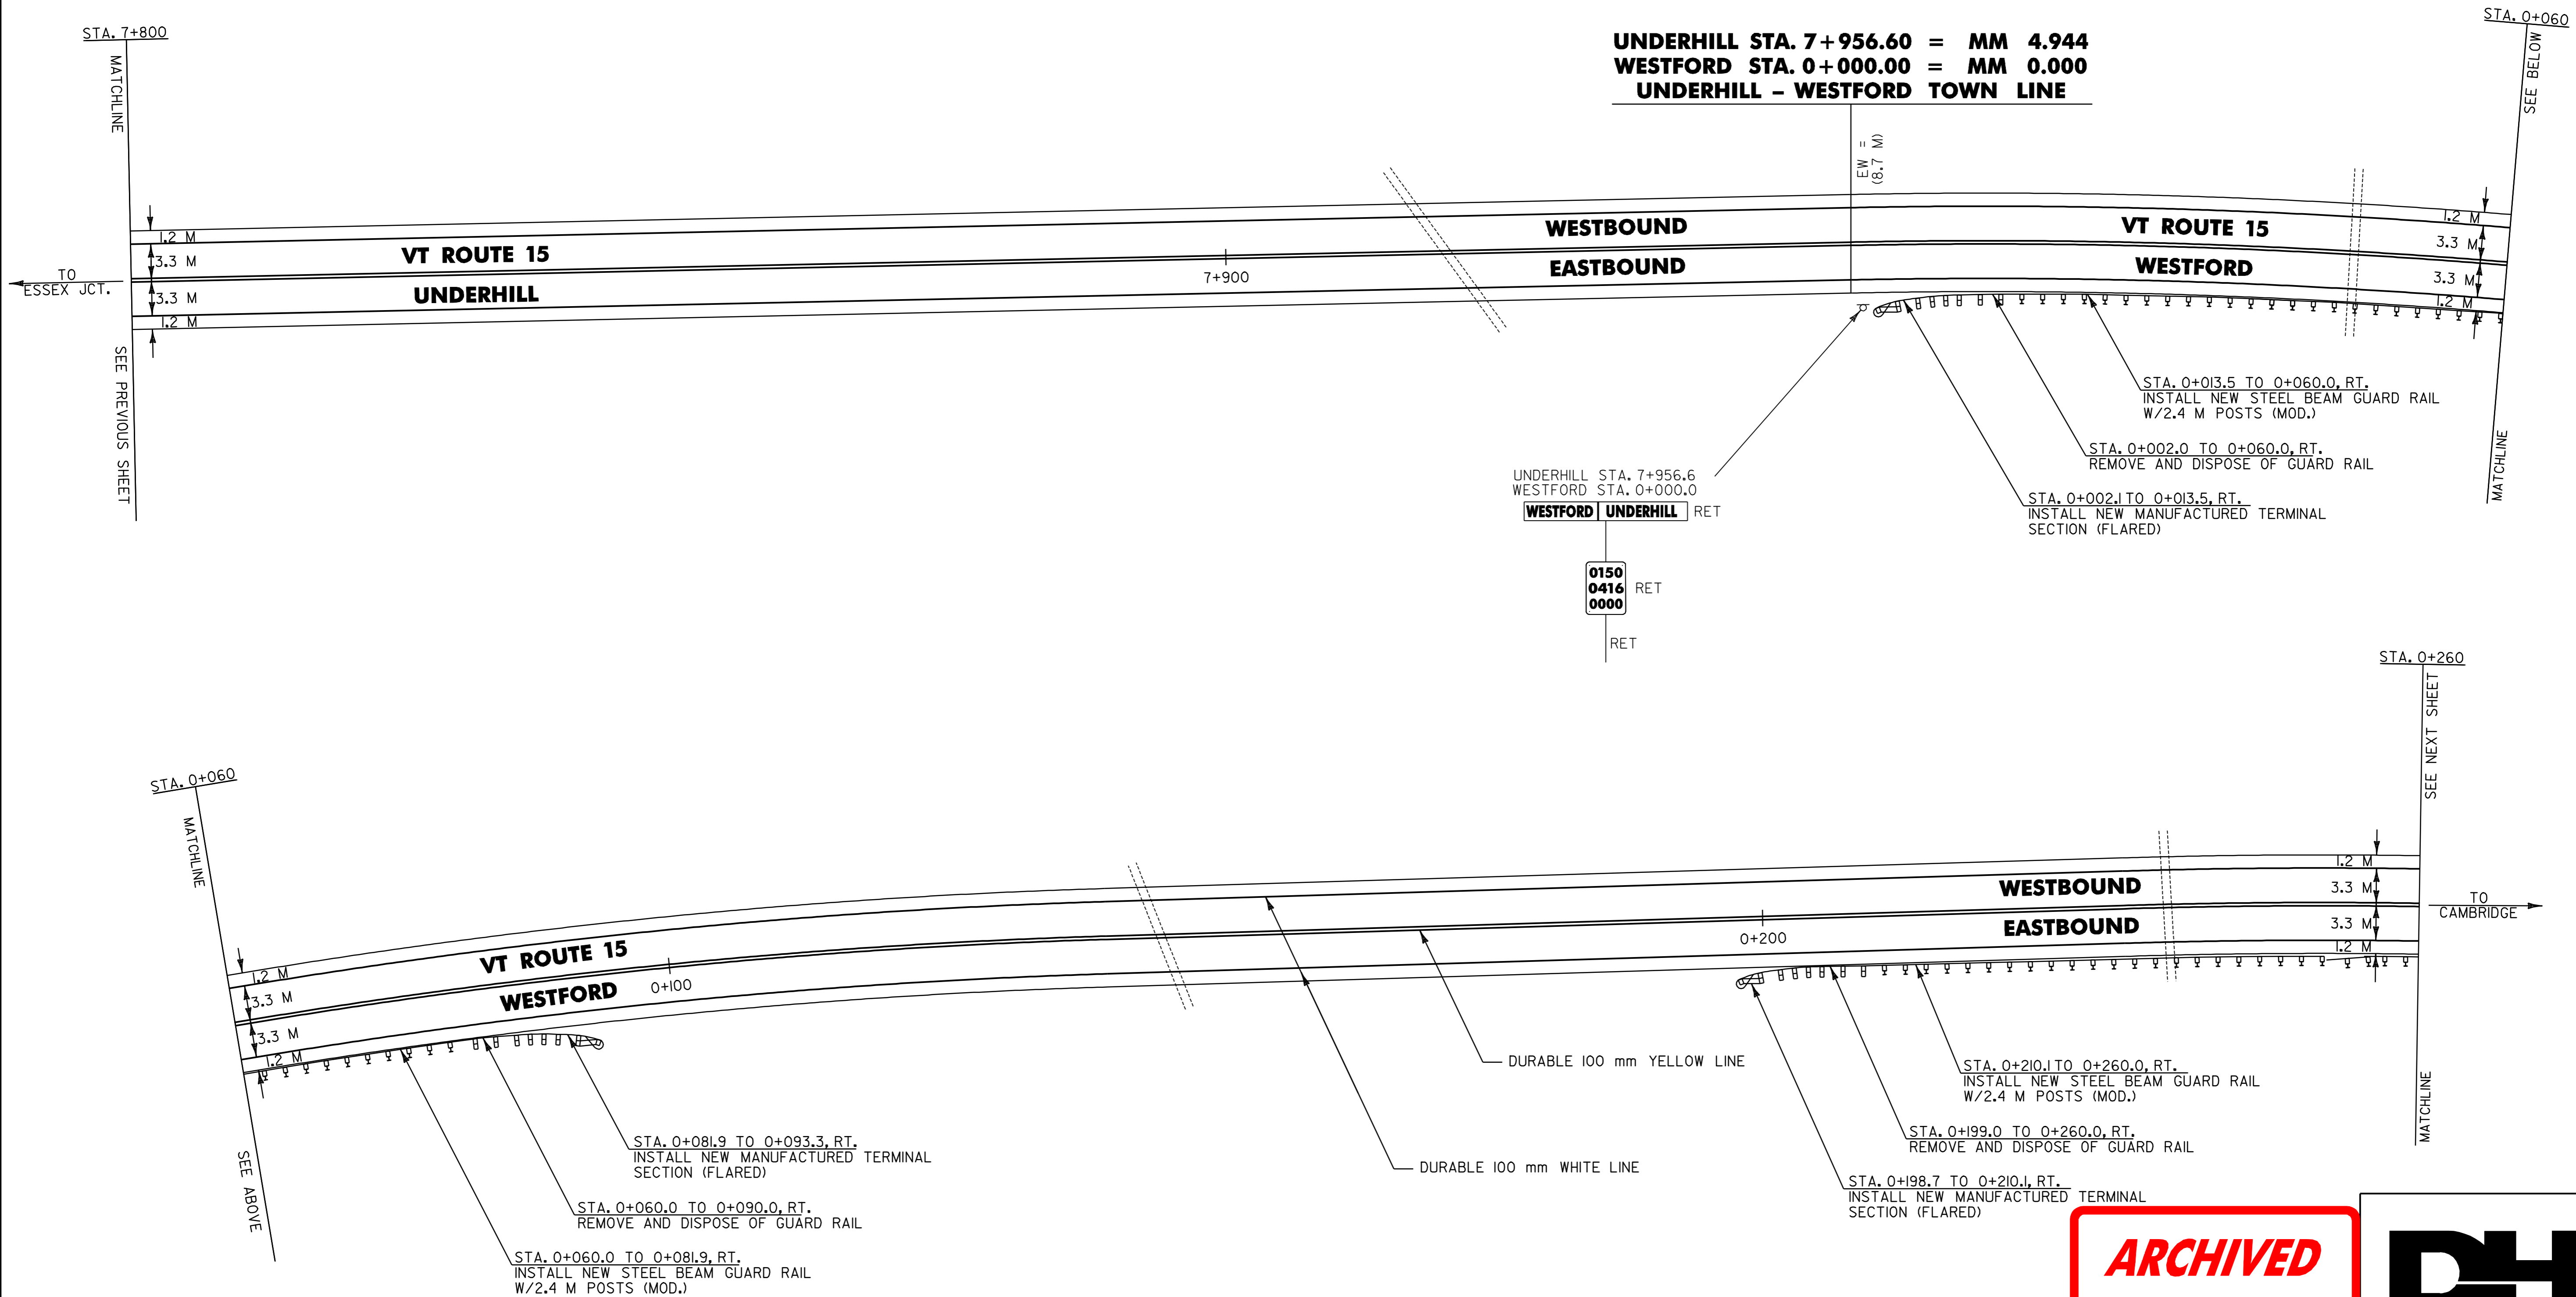 STA. 7+800
MATCHLINE
SEE PREVIOUS SHEET
TO
ESSEX JCT.
1.2 M
3.3 M
3.3 M
1.2 M
VT ROUTE 15
UNDERHILL
7+900
WESTBOUND
EASTBOUND
UNDERHILL STA. 7+956.60 = MM 4.944
WESTFORD STA. 0+000.00 = MM 0.000
UNDERHILL – WESTFORD TOWN LINE
EW =
(8.7 M)
VT ROUTE 15
WESTFORD
1.2 M
3.3 M
3.3 M
1.2 M
STA. 0+060
SEE BELOW
MATCHLINE
STA. 0+013.5 TO 0+060.0, RT.
INSTALL NEW STEEL BEAM GUARD RAIL
W/2.4 M POSTS (MOD.)
STA. 0+002.0 TO 0+060.0, RT.
REMOVE AND DISPOSE OF GUARD RAIL
STA. 0+002.1 TO 0+013.5, RT.
INSTALL NEW MANUFACTURED TERMINAL
SECTION (FLARED)
UNDERHILL STA. 7+956.6
WESTFORD STA. 0+000.0
WESTFORD UNDERHILL RET
0150
0416 RET
0000
RET
STA. 0+060
MATCHLINE
SEE ABOVE
1.2 M
3.3 M
3.3 M
1.2 M
VT ROUTE 15
WESTFORD
0+100
0+200
WESTBOUND
EASTBOUND
1.2 M
3.3 M
3.3 M
1.2 M
STA. 0+260
SEE NEXT SHEET
MATCHLINE
TO
CAMBRIDGE
DURABLE 100 mm YELLOW LINE
DURABLE 100 mm WHITE LINE
STA. 0+081.9 TO 0+093.3, RT.
INSTALL NEW MANUFACTURED TERMINAL
SECTION (FLARED)
STA. 0+060.0 TO 0+090.0, RT.
REMOVE AND DISPOSE OF GUARD RAIL
STA. 0+060.0 TO 0+081.9, RT.
INSTALL NEW STEEL BEAM GUARD RAIL
W/2.4 M POSTS (MOD.)
STA. 0+210.1 TO 0+260.0, RT.
INSTALL NEW STEEL BEAM GUARD RAIL
W/2.4 M POSTS (MOD.)
STA. 0+199.0 TO 0+260.0, RT.
REMOVE AND DISPOSE OF GUARD RAIL
STA. 0+198.7 TO 0+210.1, RT.
INSTALL NEW MANUFACTURED TERMINAL
SECTION (FLARED)
ARCHIVED